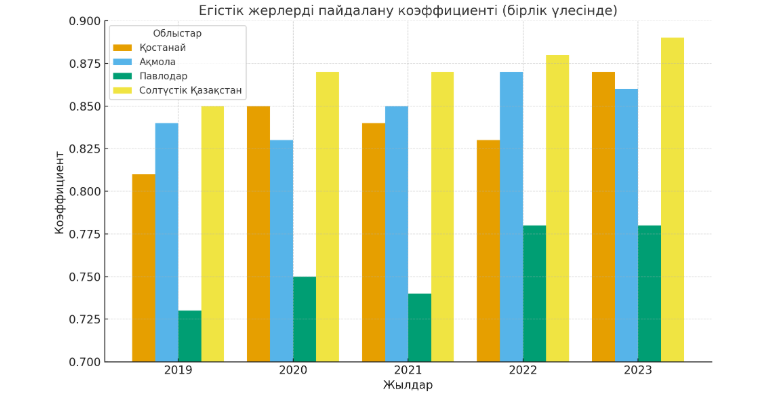 Егістік жерлерді пайдалану коэффициенті (бірлік үлесінде)
Облыстар
Қостанай
Ақмола
Павлодар
Солтүстік Қазақстан
Коэффициент
0.900
0.875
0.850
0.825
0.800
0.775
0.750
0.725
0.700
2019 2020 2021 2022 2023
Жылдар